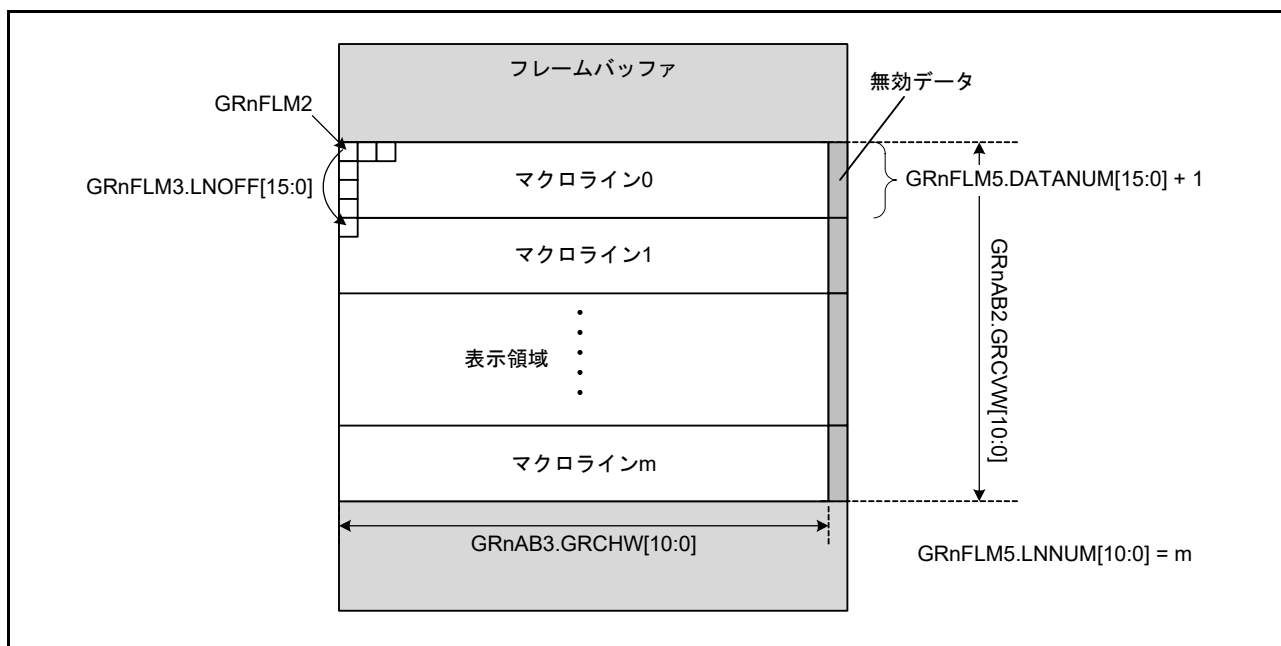 フレームバッファ
無効データ
GRnFLM2
GRnFLM3.LNOFF[15:0]
マクロライン0
GRnFLM5.DATANUM[15:0] + 1
マクロライン1
GRnAB2.GRCVW[10:0]
表示領域
マクロラインm
GRnAB3.GRCHW[10:0]
GRnFLM5.LNNUM[10:0] = m